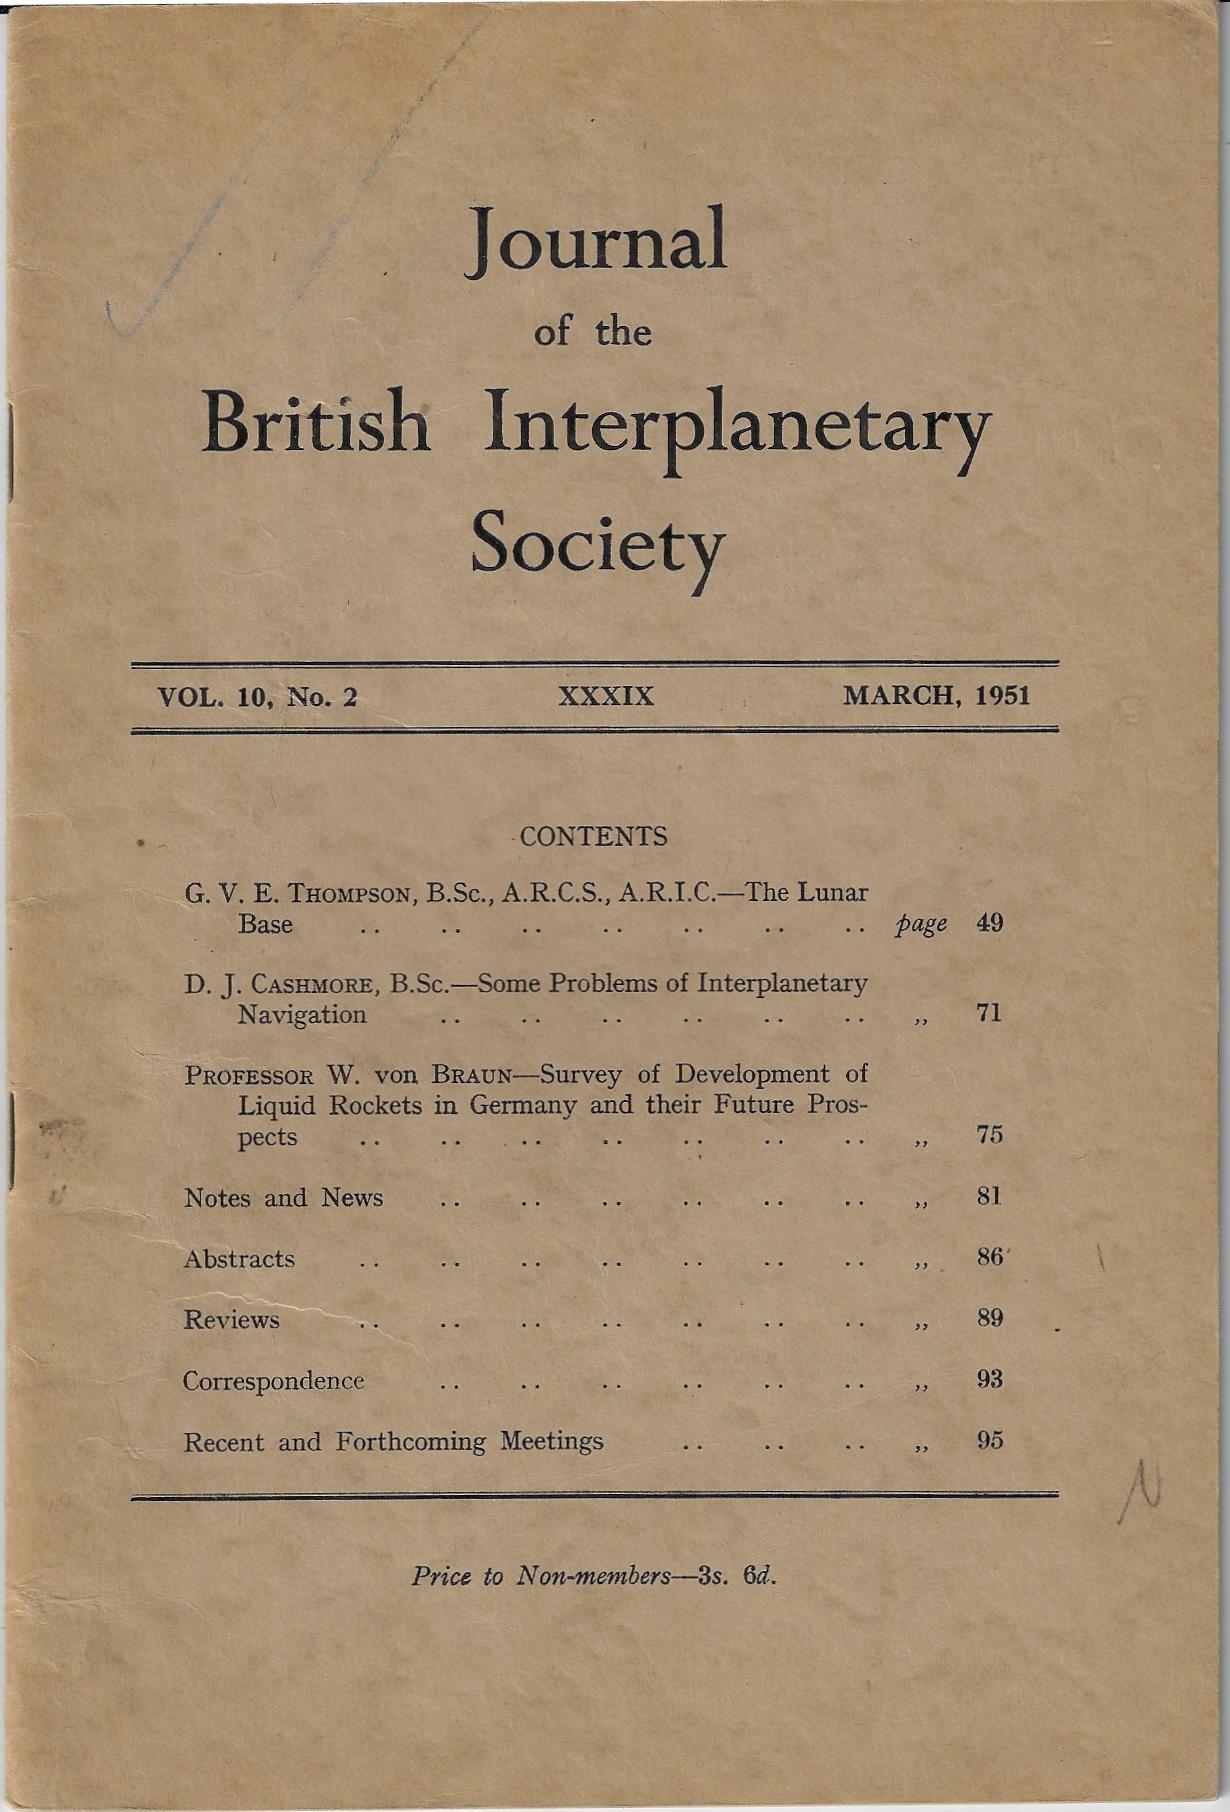 Journal
of the
British Interplanetary
Society
VOL. 10, No. 2 XXXIX MARCH, 1951
CONTENTS
G. V. E. THOMPSON, B.Sc., A.R.C.S., A.R.I.C.—The Lunar
Base .. .. .. .. .. .. .. page 49
D. J. CASHMORE, B.Sc.—Some Problems of Interplanetary
Navigation .. .. .. .. .. .. ,, 71
PROFESSOR W. von BRAUN—Survey of Development of
Liquid Rockets in Germany and their Future Pros-
pects .. .. .. .. .. .. .. ,, 75
Notes and News .. .. .. .. .. .. ,, 81
Abstracts .. .. .. .. .. .. .. ,, 86
Reviews .. .. .. .. .. .. .. ,, 89
Correspondence .. .. .. .. .. .. ,, 93
Recent and Forthcoming Meetings .. .. .. ,, 95
N
Price to Non-members—3s. 6d.